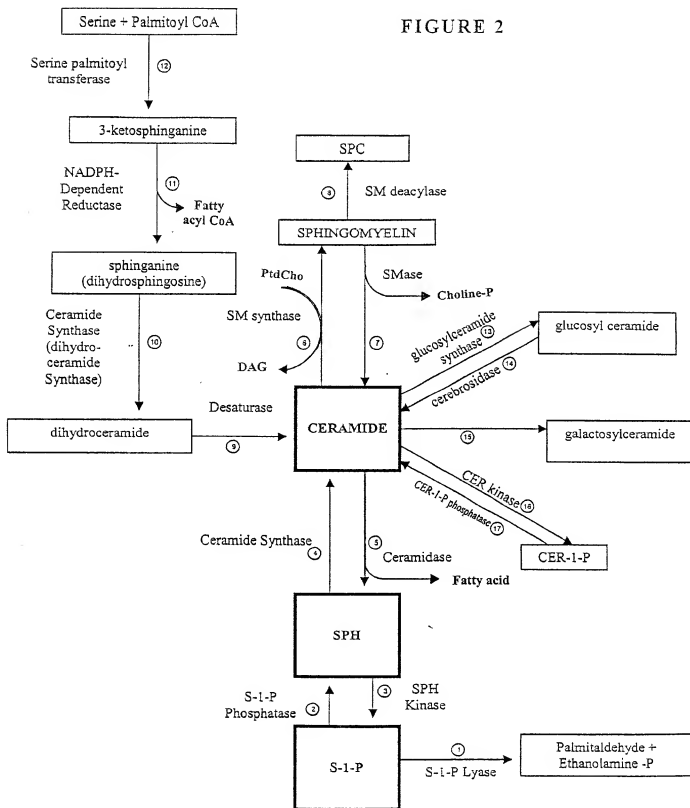 FIGURE 2
Serine + Palmitoyl CoA
Serine palmitoyl
transferase
12
3-ketosphinganine
NADPH-
Dependent
Reductase
11
Fatty
acyl CoA
sphinganine
(dihydrosphingosine)
Ceramide
Synthase
(dihydro-
ceramide
Synthase)
10
dihydroceramide
Desaturase
9
SPC
8
SM deacylase
SPHINGOMYELIN
PtdCho
SM synthase
6
DAG
SMase
Choline-P
7
CERAMIDE
glucosylceramide
synthase 13
cerebrosidase 14
glucosyl ceramide
15
galactosylceramide
CER kinase 16
CER-1-P phosphatase 17
CER-1-P
Ceramide Synthase
4
5
Ceramidase
Fatty acid
SPH
S-1-P
Phosphatase
2
3
SPH
Kinase
S-1-P
1
S-1-P Lyase
Palmitaldehyde +
Ethanolamine -P